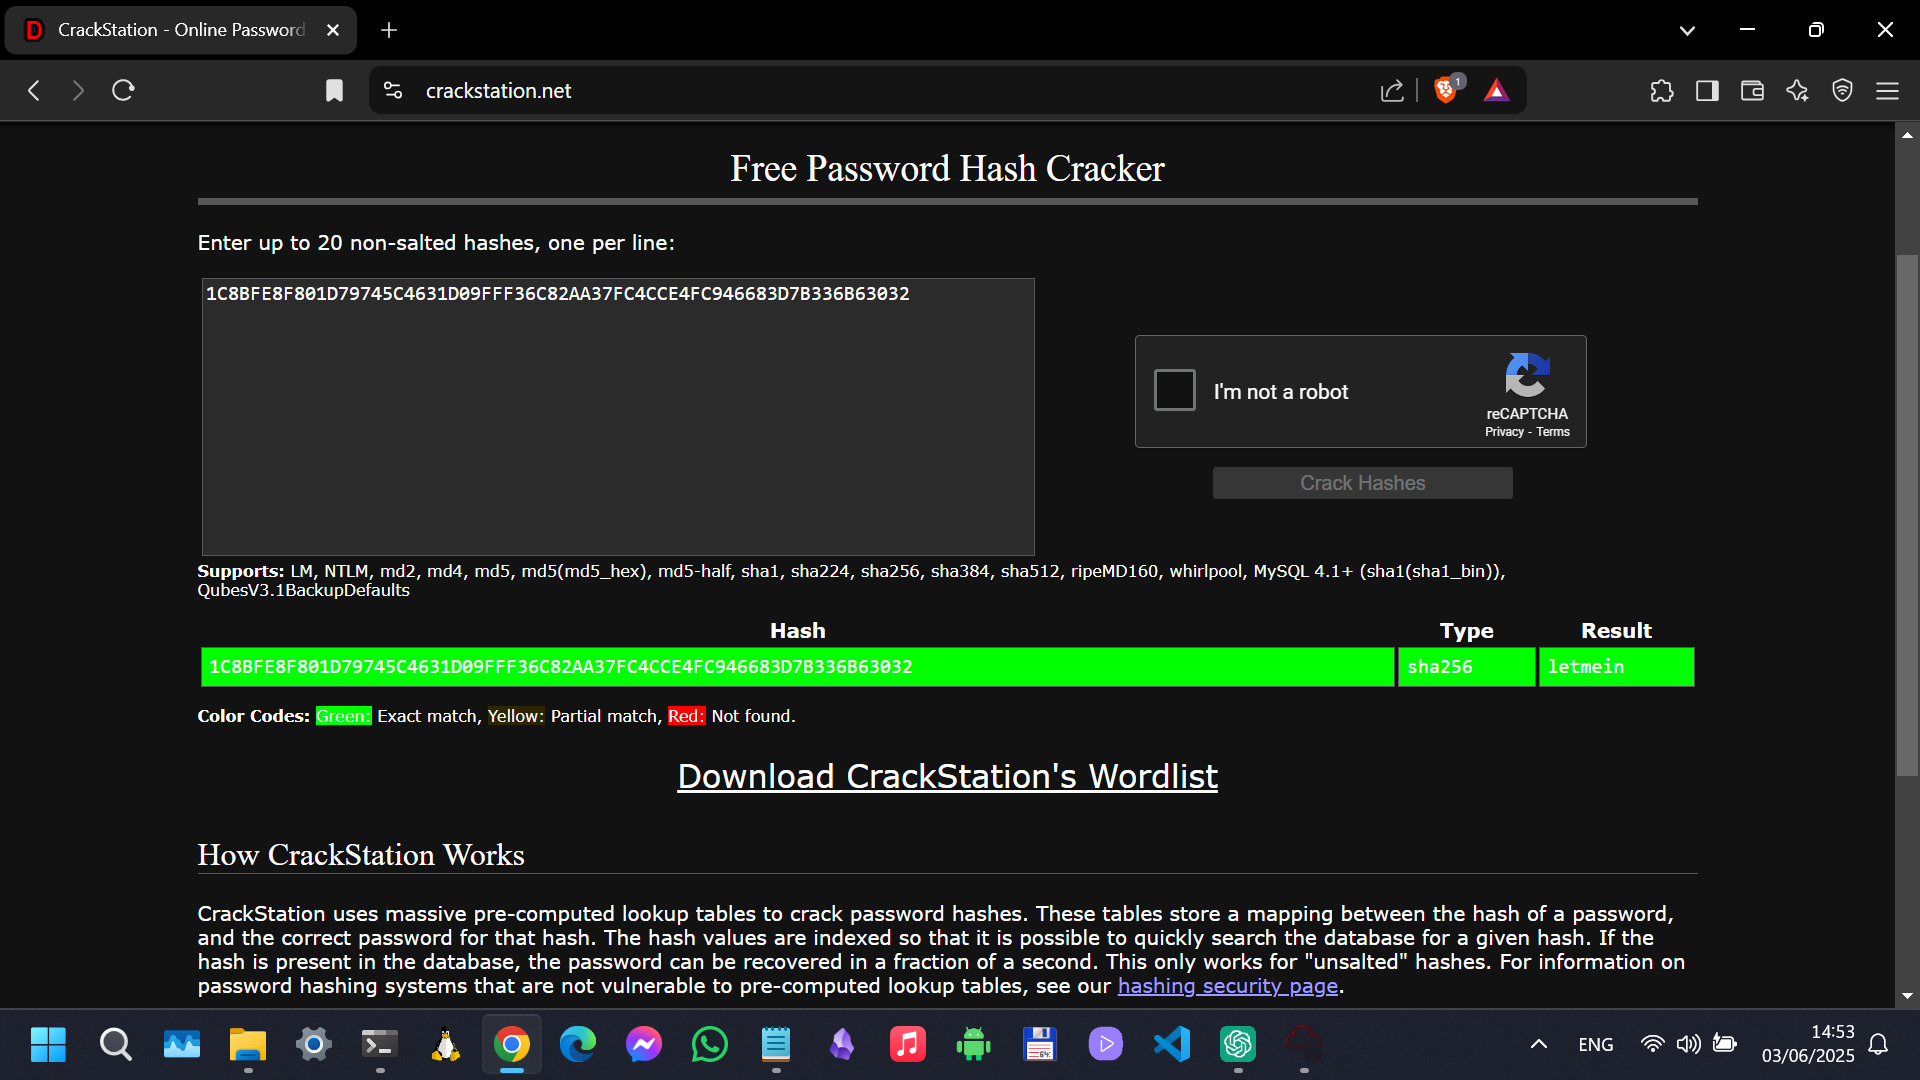 CrackStation - Online Password
crackstation.net
1
Free Password Hash Cracker
Enter up to 20 non-salted hashes, one per line:
1C8BFE8F801D79745C4631D09FFF36C82AA37FC4CCE4FC946683D7B336B63032
I'm not a robot
reCAPTCHA
Privacy - Terms
Crack Hashes
Supports: LM, NTLM, md2, md4, md5, md5(md5_hex), md5-half, sha1, sha224, sha256, sha384, sha512, ripeMD160, whirlpool, MySQL 4.1+ (sha1(sha1_bin)),
QubesV3.1BackupDefaults
Hash Type Result
1C8BFE8F801D79745C4631D09FFF36C82AA37FC4CCE4FC946683D7B336B63032 sha256 letmein
Color Codes: Green: Exact match, Yellow: Partial match, Red: Not found.
Download CrackStation's Wordlist
How CrackStation Works
CrackStation uses massive pre-computed lookup tables to crack password hashes. These tables store a mapping between the hash of a password,
and the correct password for that hash. The hash values are indexed so that it is possible to quickly search the database for a given hash. If the
hash is present in the database, the password can be recovered in a fraction of a second. This only works for "unsalted" hashes. For information on
password hashing systems that are not vulnerable to pre-computed lookup tables, see our hashing security page.
64
ENG
14:53
03/06/2025